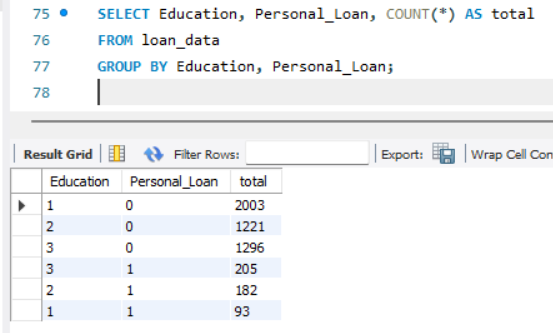 75 SELECT Education, Personal_Loan, COUNT(*) AS total
76 FROM loan_data
77 GROUP BY Education, Personal_Loan;
78
Result Grid Filter Rows: Export: Wrap Cell Con
Education Personal_Loan total
1 0 2003
2 0 1221
3 0 1296
3 1 205
2 1 182
1 1 93